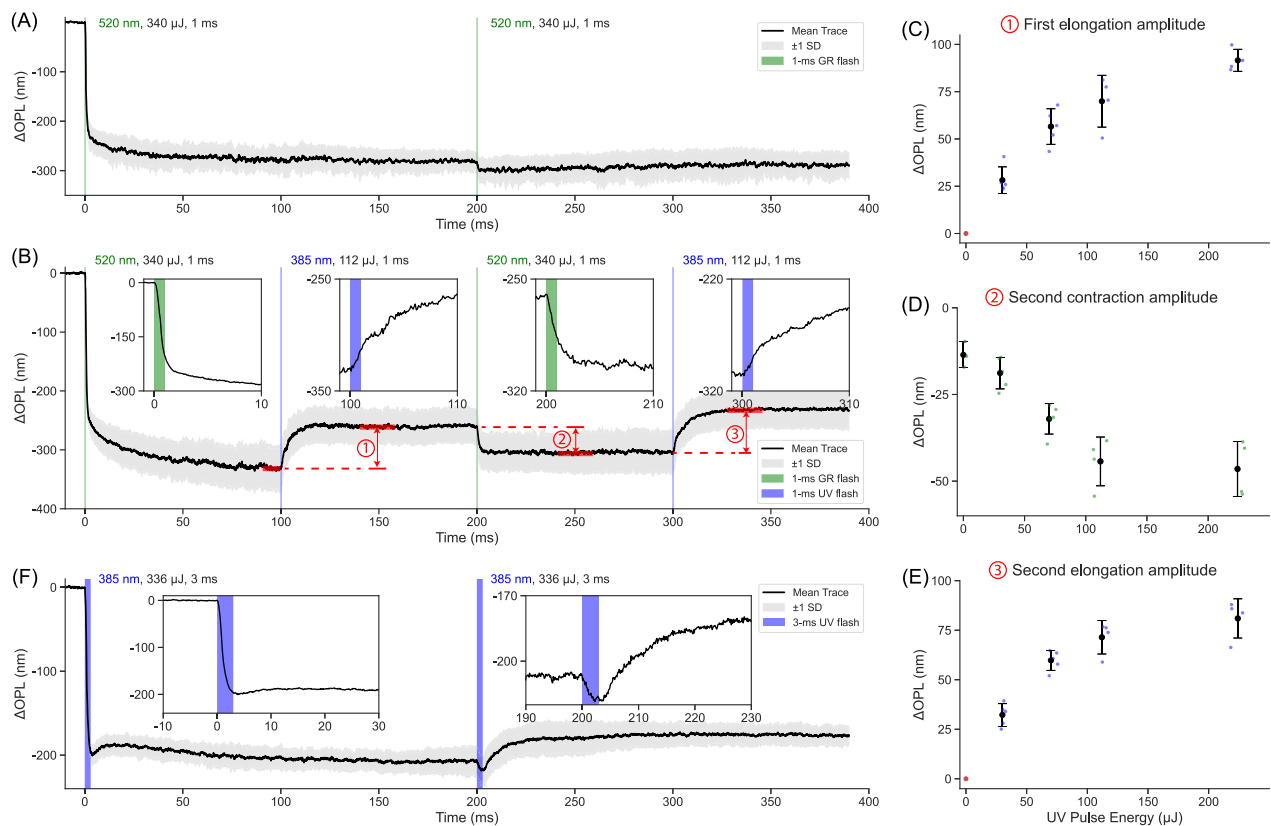 (A)
520 nm, 340 µJ, 1 ms
520 nm, 340 µJ, 1 ms
Mean Trace
±1 SD
1-ms GR flash
ΔOPL (nm)
0
-100
-200
-300
0 50 100 150 200 250 300 350 400
Time (ms)
(B)
520 nm, 340 µJ, 1 ms
385 nm, 112 µJ, 1 ms
520 nm, 340 µJ, 1 ms
385 nm, 112 µJ, 1 ms
0
-150
-300
0 10
-250
-350
100 110
-250
-320
200 210
-220
-320
300 310
1
2
3
Mean Trace
±1 SD
1-ms GR flash
1-ms UV flash
ΔOPL (nm)
0
-100
-200
-300
-400
0 50 100 150 200 250 300 350 400
Time (ms)
(F)
385 nm, 336 µJ, 3 ms
385 nm, 336 µJ, 3 ms
0
-100
-200
-10 0 10 20 30
-170
-200
190 200 210 220 230
Mean Trace
±1 SD
3-ms UV flash
ΔOPL (nm)
0
-100
-200
0 50 100 150 200 250 300 350 400
Time (ms)
(C)
1 First elongation amplitude
ΔOPL (nm)
100
75
50
25
0
0 50 100 150 200
(D)
2 Second contraction amplitude
ΔOPL (nm)
0
-25
-50
0 50 100 150 200
(E)
3 Second elongation amplitude
ΔOPL (nm)
100
75
50
25
0
0 50 100 150 200
UV Pulse Energy (µJ)